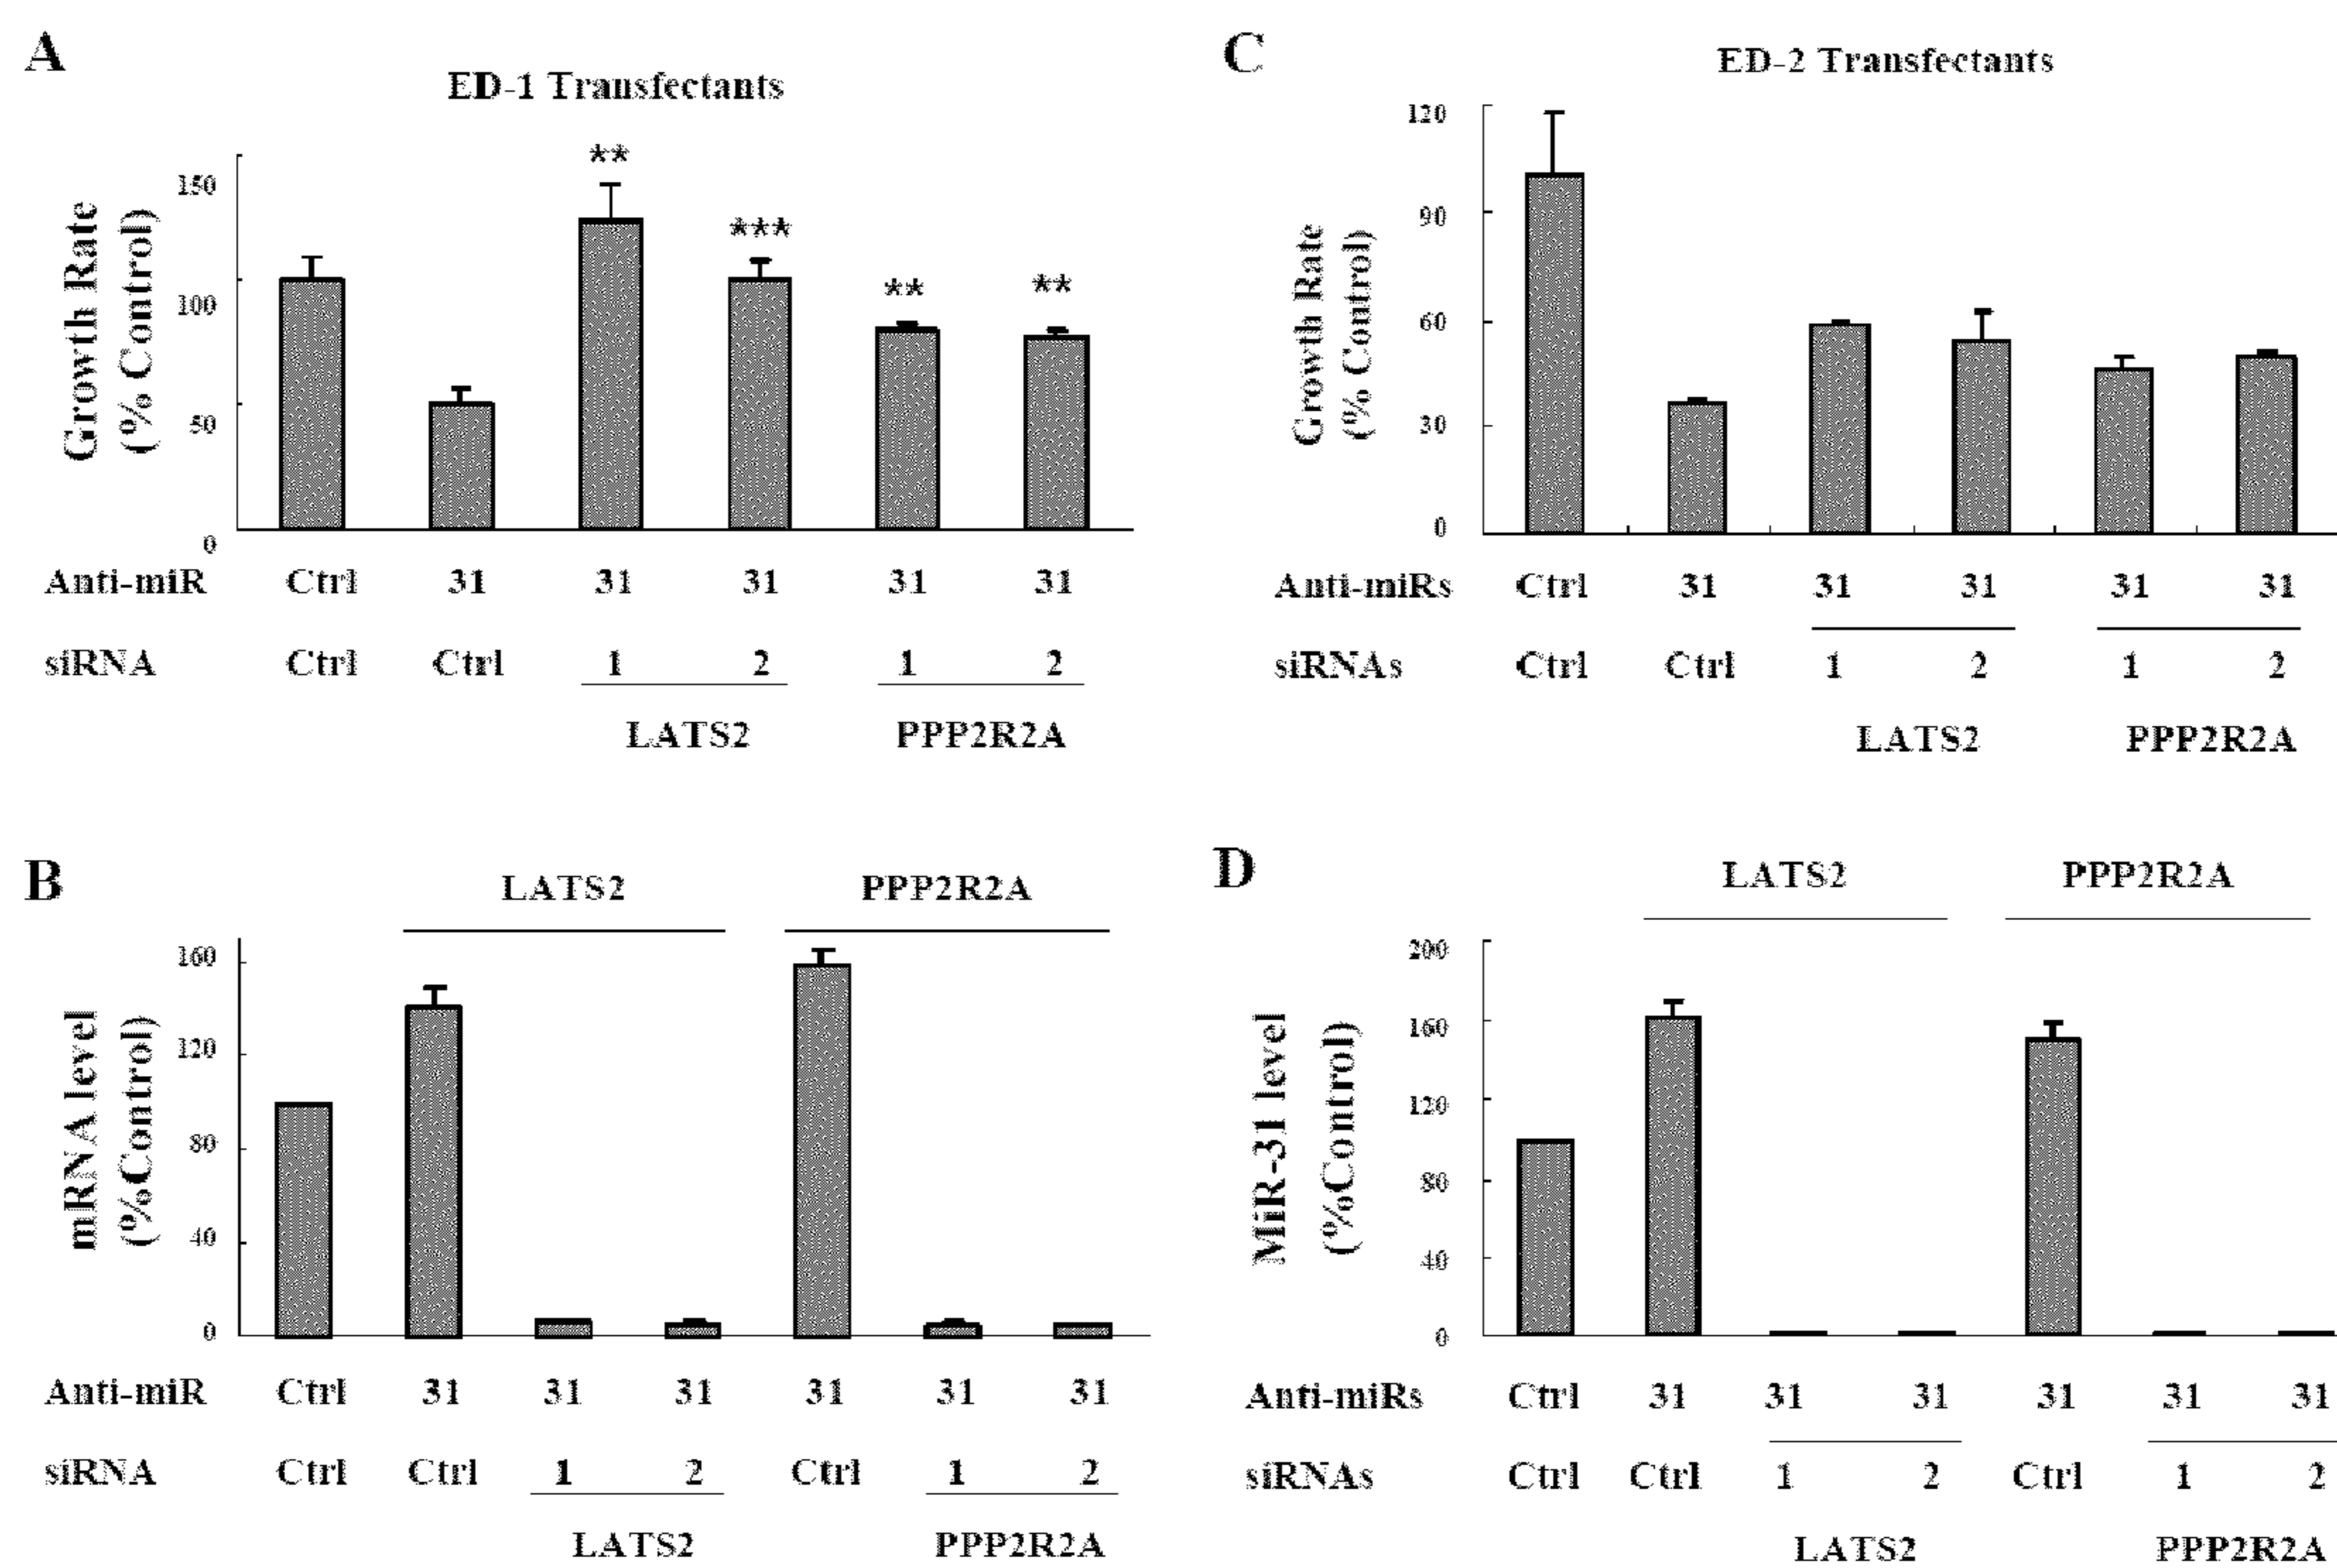 A
ED-1 Transfectants
Growth Rate
(% Control)
150
100
50
0
** *** ** **
Anti-miR Ctrl 31 31 31 31 31
siRNA Ctrl Ctrl 1 2 1 2
LATS2 PPP2R2A
C
ED-2 Transfectants
Growth Rate
(% Control)
120
90
60
30
0
Anti-miRs Ctrl 31 31 31 31 31
siRNAs Ctrl Ctrl 1 2 1 2
LATS2 PPP2R2A
B
LATS2 PPP2R2A
mRNA level
(%Control)
160
120
80
40
0
Anti-miR Ctrl 31 31 31 31 31 31
siRNA Ctrl Ctrl 1 2 Ctrl 1 2
LATS2 PPP2R2A
D
LATS2 PPP2R2A
MiR-31 level
(%Control)
200
160
120
80
40
0
Anti-miRs Ctrl 31 31 31 31 31 31
siRNAs Ctrl Ctrl 1 2 Ctrl 1 2
LATS2 PPP2R2A